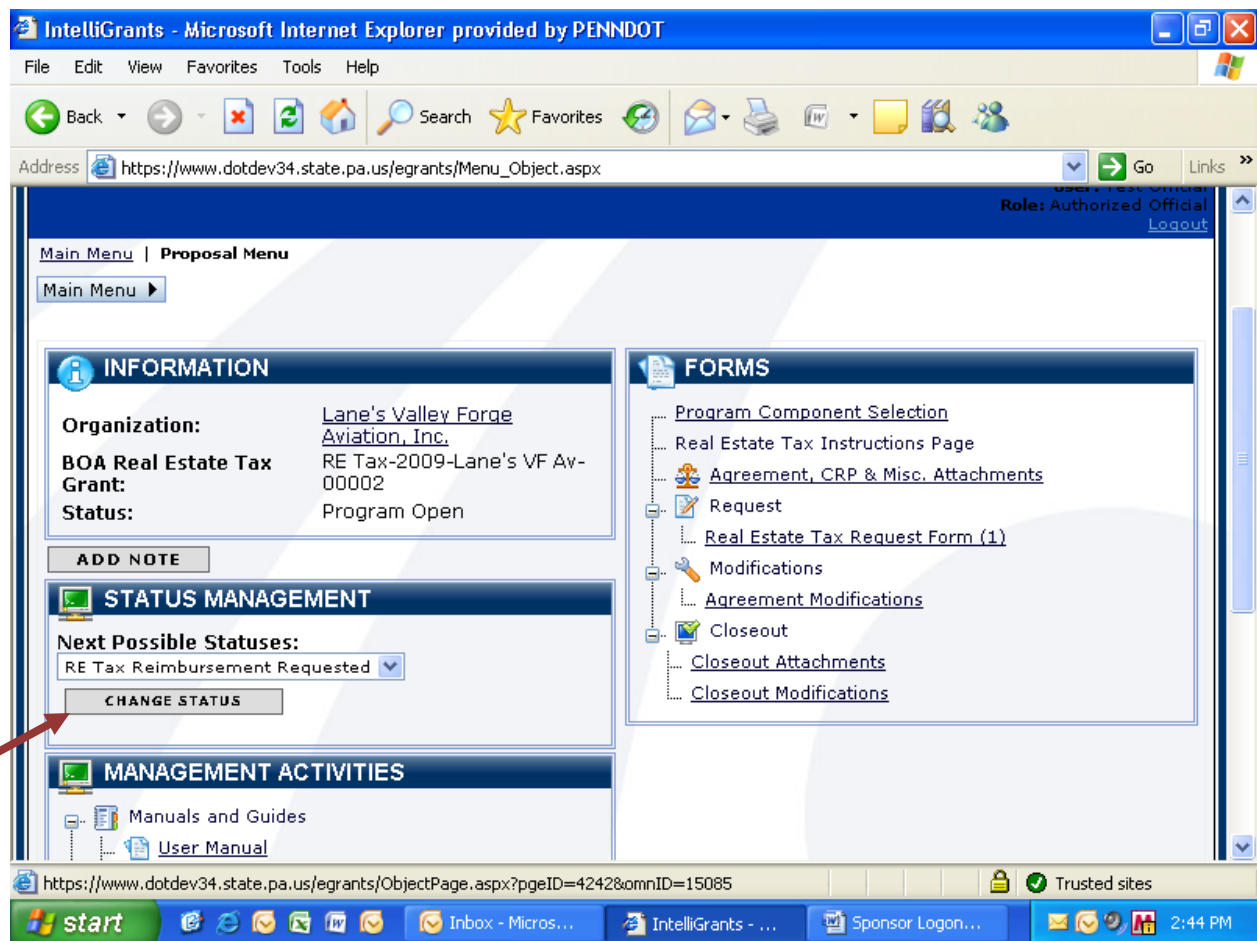 IntelliGrants - Microsoft Internet Explorer provided by PENNDOT
File Edit View Favorites Tools Help
Back Search Favorites
Address https://www.dotdev34.state.pa.us/egrants/Menu_Object.aspx Go Links »
User: Test Official
Role: Authorized Official
Logout
Main Menu | Proposal Menu
Main Menu
INFORMATION
Organization: Lane's Valley Forge
Aviation, Inc.
BOA Real Estate Tax RE Tax-2009-Lane's VF Av-
Grant: 00002
Status: Program Open
ADD NOTE
STATUS MANAGEMENT
Next Possible Statuses:
RE Tax Reimbursement Requested
CHANGE STATUS
MANAGEMENT ACTIVITIES
Manuals and Guides
User Manual
FORMS
Program Component Selection
Real Estate Tax Instructions Page
Agreement, CRP & Misc. Attachments
Request
Real Estate Tax Request Form (1)
Modifications
Agreement Modifications
Closeout
Closeout Attachments
Closeout Modifications
https://www.dotdev34.state.pa.us/egrants/ObjectPage.aspx?pgeID=4242&omnID=15085 Trusted sites
start Inbox - Micros... IntelliGrants - ... Sponsor Logon... 2:44 PM